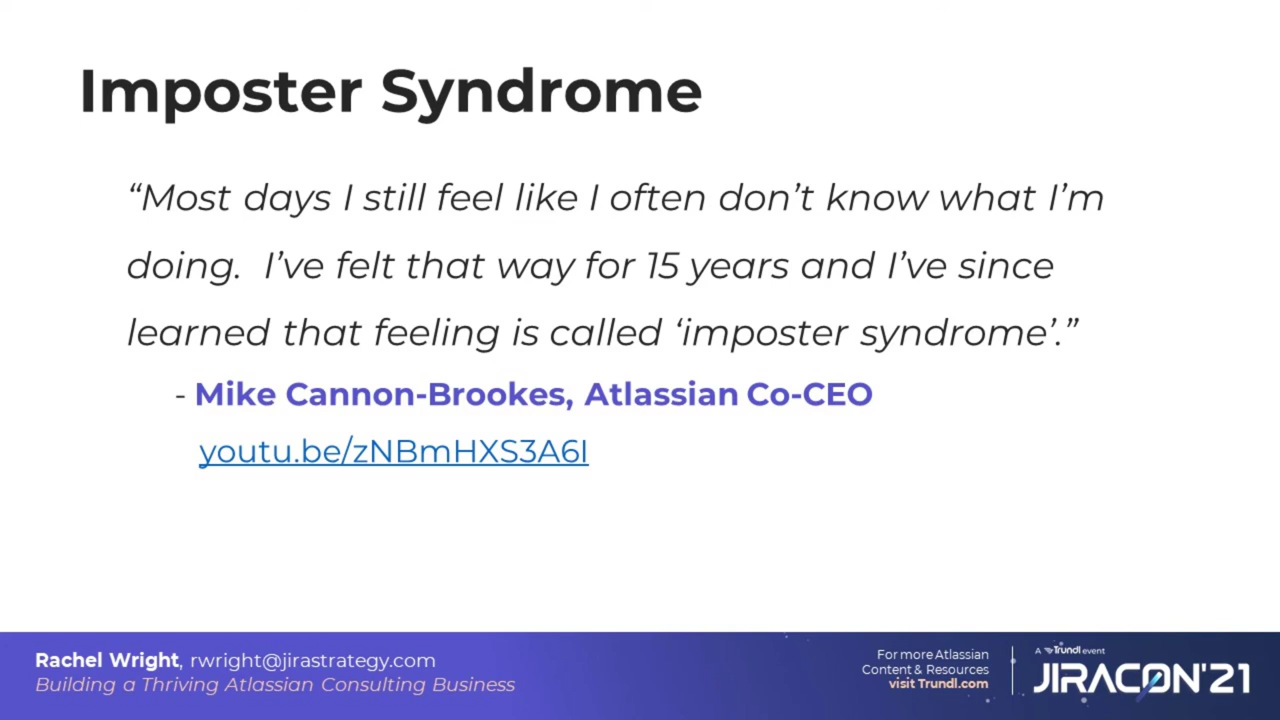 Imposter Syndrome
“Most days I still feel like I often don’t know what I’m
doing.  I’ve felt that way for 15 years and I’ve since
learned that feeling is called ‘imposter syndrome’.”
- Mike Cannon-Brookes, Atlassian Co-CEO
youtu.be/zNBmHXS3A6I
Rachel Wright, rwright@jirastrategy.com
Building a Thriving Atlassian Consulting Business
For more Atlassian
Content & Resources
visit Trundl.com
A Trundl event
JIRACON'21